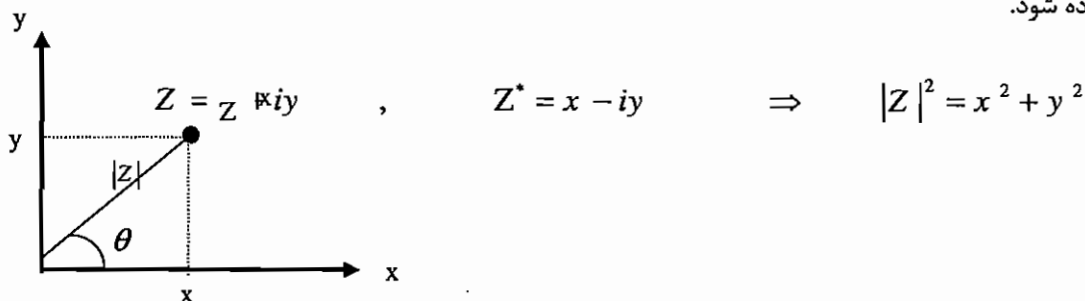 ده شود.
y
Z = x + iy , Z* = x − iy ⇒ |Z|² = x² + y²
Z
y
|Z|
θ
x
x